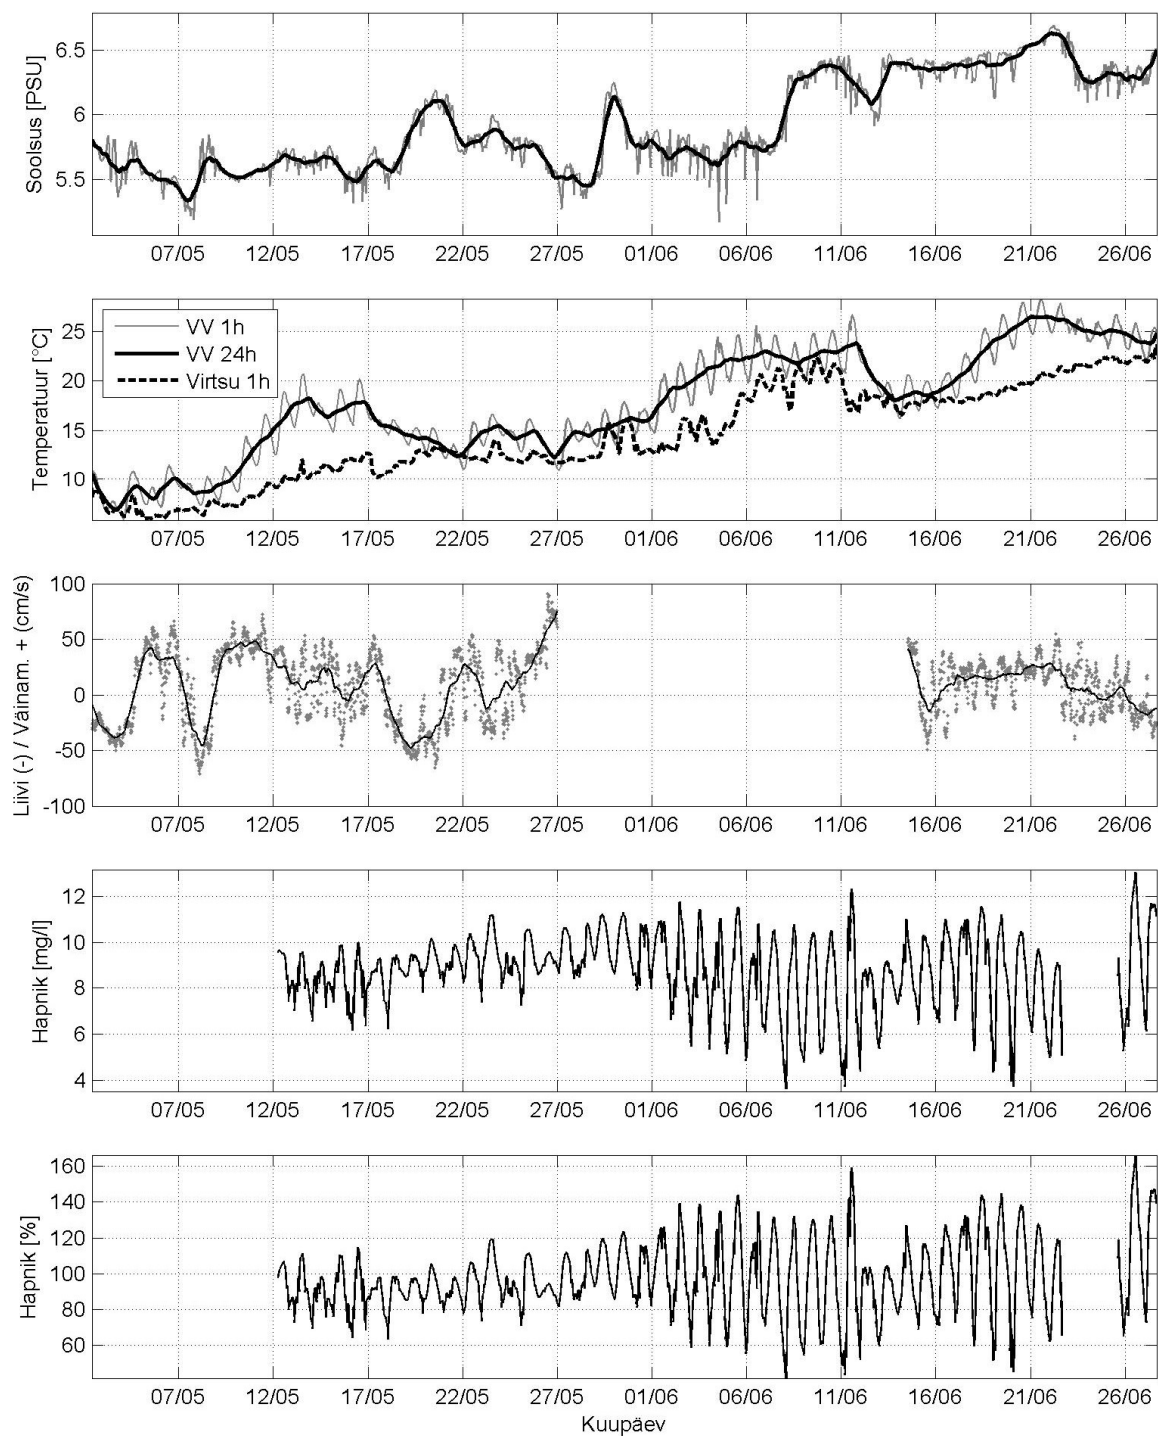 Soolsus [PSU]
6.5
6
5.5
07/05 12/05 17/05 22/05 27/05 01/06 06/06 11/06 16/06 21/06 26/06
Temperatuur [°C]
VV 1h
VV 24h
Virtsu 1h
25
20
15
10
07/05 12/05 17/05 22/05 27/05 01/06 06/06 11/06 16/06 21/06 26/06
Liivi (-) / Väinam. + (cm/s)
100
50
0
-50
-100
07/05 12/05 17/05 22/05 27/05 01/06 06/06 11/06 16/06 21/06 26/06
Hapnik [mg/l]
12
10
8
6
4
07/05 12/05 17/05 22/05 27/05 01/06 06/06 11/06 16/06 21/06 26/06
Hapnik [%]
160
140
120
100
80
60
07/05 12/05 17/05 22/05 27/05 01/06 06/06 11/06 16/06 21/06 26/06
Kuupäev